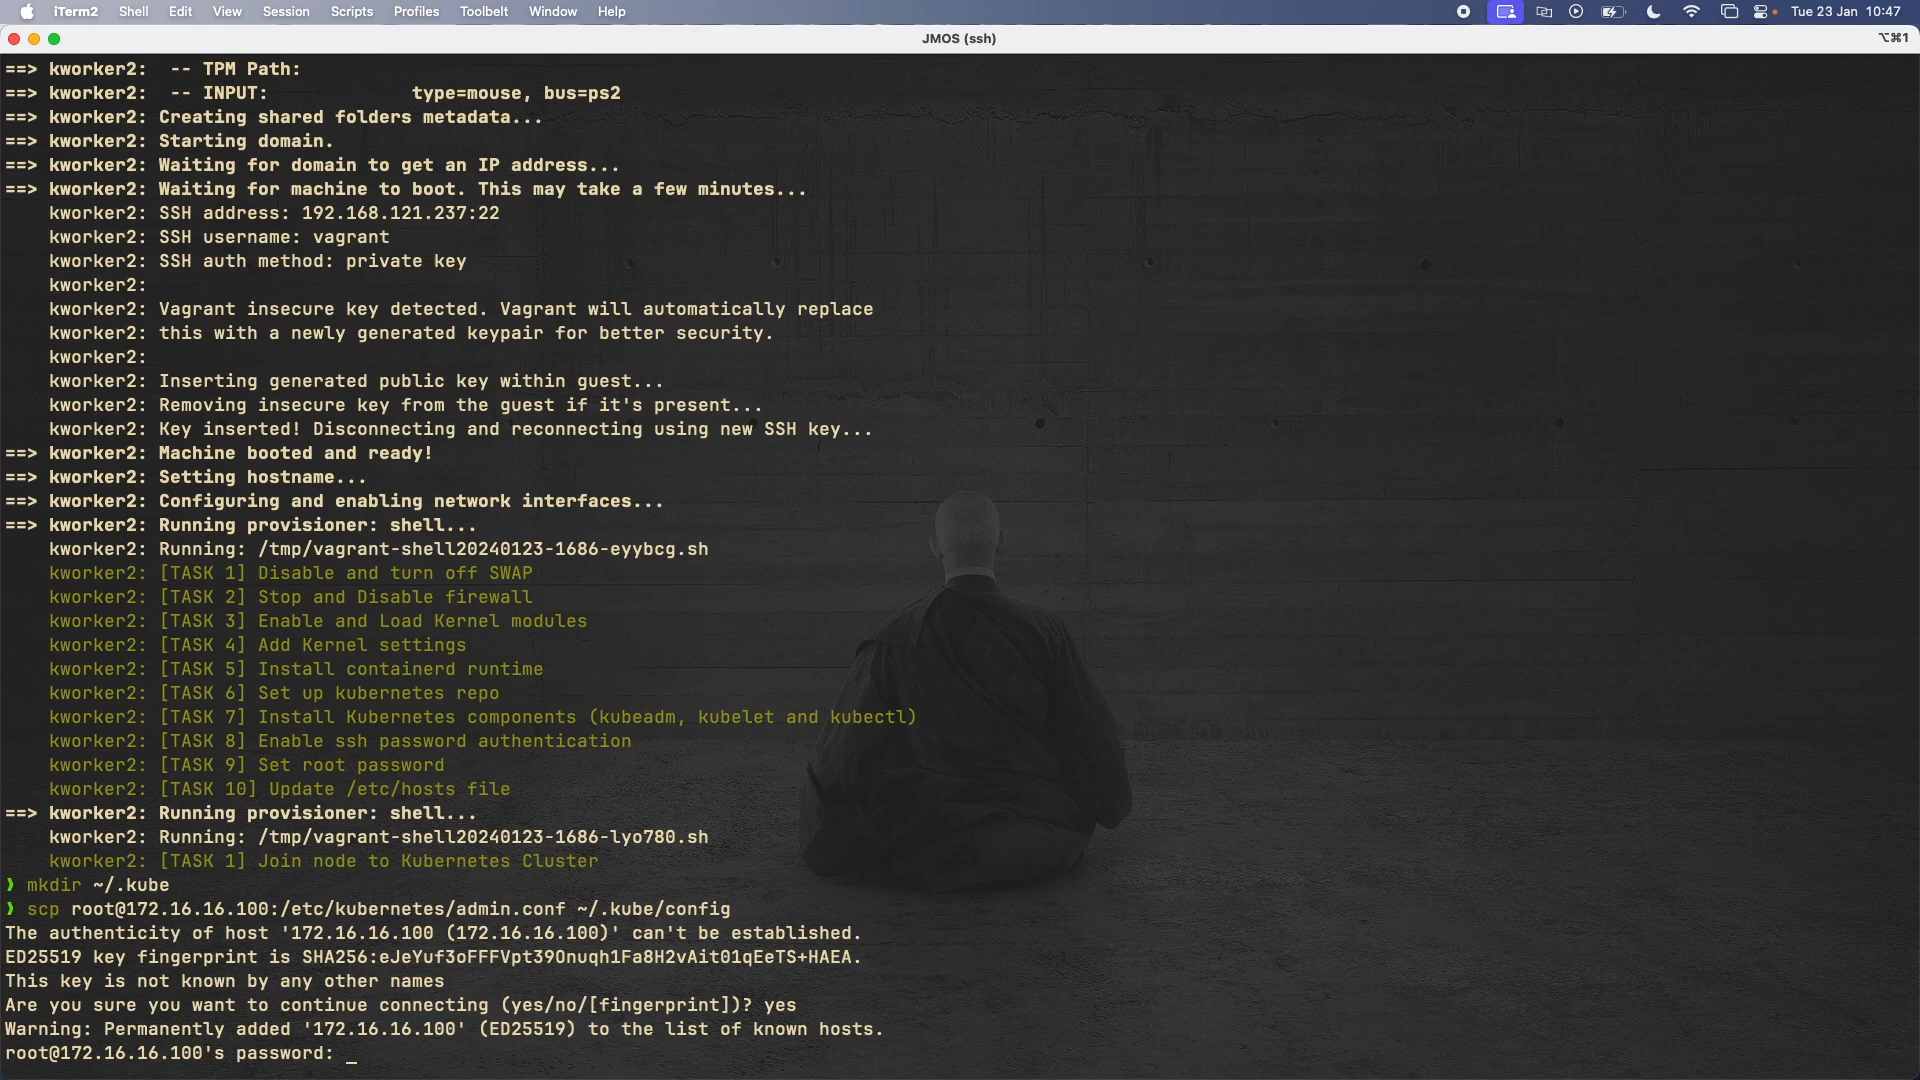 iTerm2 Shell Edit View Session Scripts Profiles Toolbelt Window Help Tue 23 Jan 10:47
JMOS (ssh) ⌥⌘1
==> kworker2:  -- TPM Path:
==> kworker2:  -- INPUT:             type=mouse, bus=ps2
==> kworker2: Creating shared folders metadata...
==> kworker2: Starting domain.
==> kworker2: Waiting for domain to get an IP address...
==> kworker2: Waiting for machine to boot. This may take a few minutes...
    kworker2: SSH address: 192.168.121.237:22
    kworker2: SSH username: vagrant
    kworker2: SSH auth method: private key
    kworker2:
    kworker2: Vagrant insecure key detected. Vagrant will automatically replace
    kworker2: this with a newly generated keypair for better security.
    kworker2:
    kworker2: Inserting generated public key within guest...
    kworker2: Removing insecure key from the guest if it's present...
    kworker2: Key inserted! Disconnecting and reconnecting using new SSH key...
==> kworker2: Machine booted and ready!
==> kworker2: Setting hostname...
==> kworker2: Configuring and enabling network interfaces...
==> kworker2: Running provisioner: shell...
    kworker2: Running: /tmp/vagrant-shell20240123-1686-eyybcg.sh
    kworker2: [TASK 1] Disable and turn off SWAP
    kworker2: [TASK 2] Stop and Disable firewall
    kworker2: [TASK 3] Enable and Load Kernel modules
    kworker2: [TASK 4] Add Kernel settings
    kworker2: [TASK 5] Install containerd runtime
    kworker2: [TASK 6] Set up kubernetes repo
    kworker2: [TASK 7] Install Kubernetes components (kubeadm, kubelet and kubectl)
    kworker2: [TASK 8] Enable ssh password authentication
    kworker2: [TASK 9] Set root password
    kworker2: [TASK 10] Update /etc/hosts file
==> kworker2: Running provisioner: shell...
    kworker2: Running: /tmp/vagrant-shell20240123-1686-lyo780.sh
    kworker2: [TASK 1] Join node to Kubernetes Cluster
❯ mkdir ~/.kube
❯ scp root@172.16.16.100:/etc/kubernetes/admin.conf ~/.kube/config
The authenticity of host '172.16.16.100 (172.16.16.100)' can't be established.
ED25519 key fingerprint is SHA256:eJeYuf3oFFFVpt39Onuqh1Fa8H2vAit01qEeTS+HAEA.
This key is not known by any other names
Are you sure you want to continue connecting (yes/no/[fingerprint])? yes
Warning: Permanently added '172.16.16.100' (ED25519) to the list of known hosts.
root@172.16.16.100's password: _